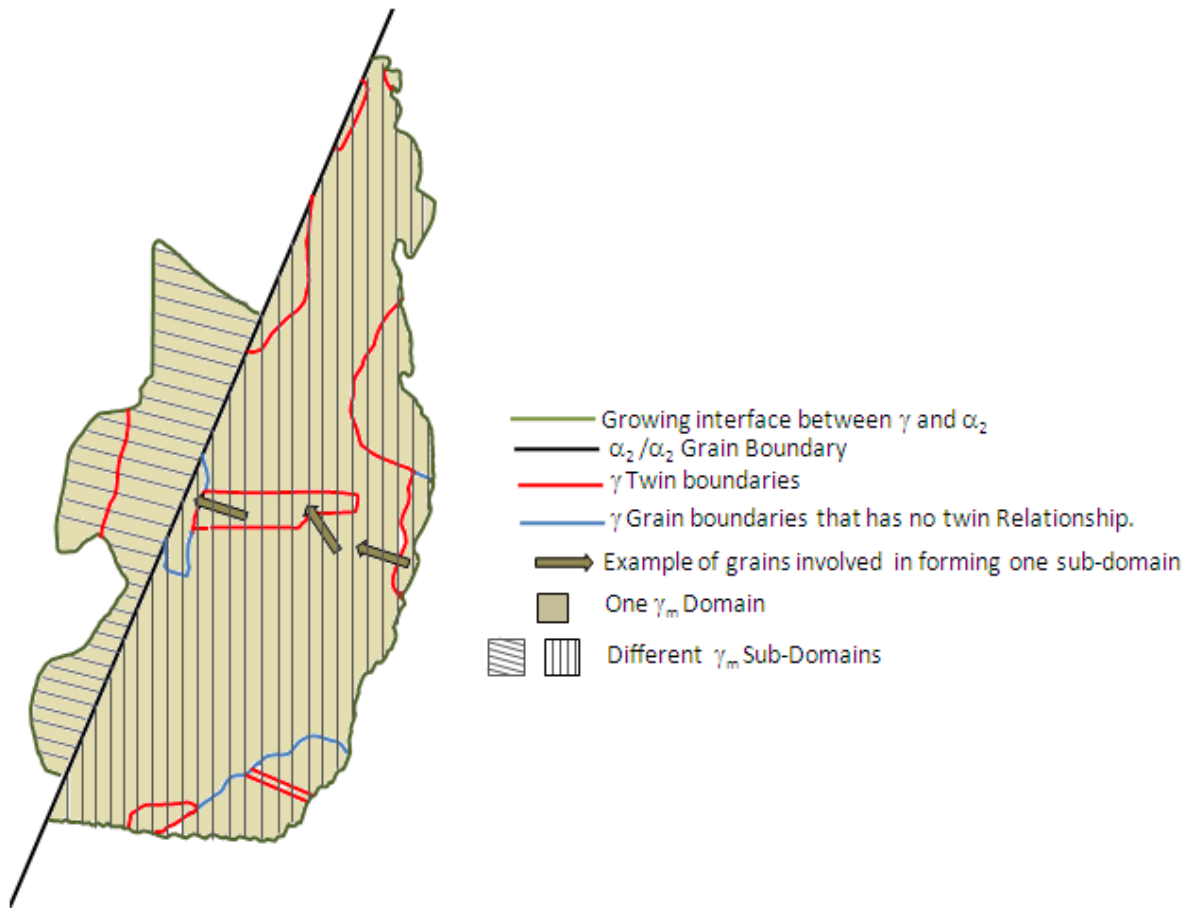 Growing interface between γ and α₂
α₂ /α₂ Grain Boundary
γ Twin boundaries
γ Grain boundaries that has no twin Relationship.
Example of grains involved in forming one sub-domain
One γₘ Domain
Different γₘ Sub-Domains